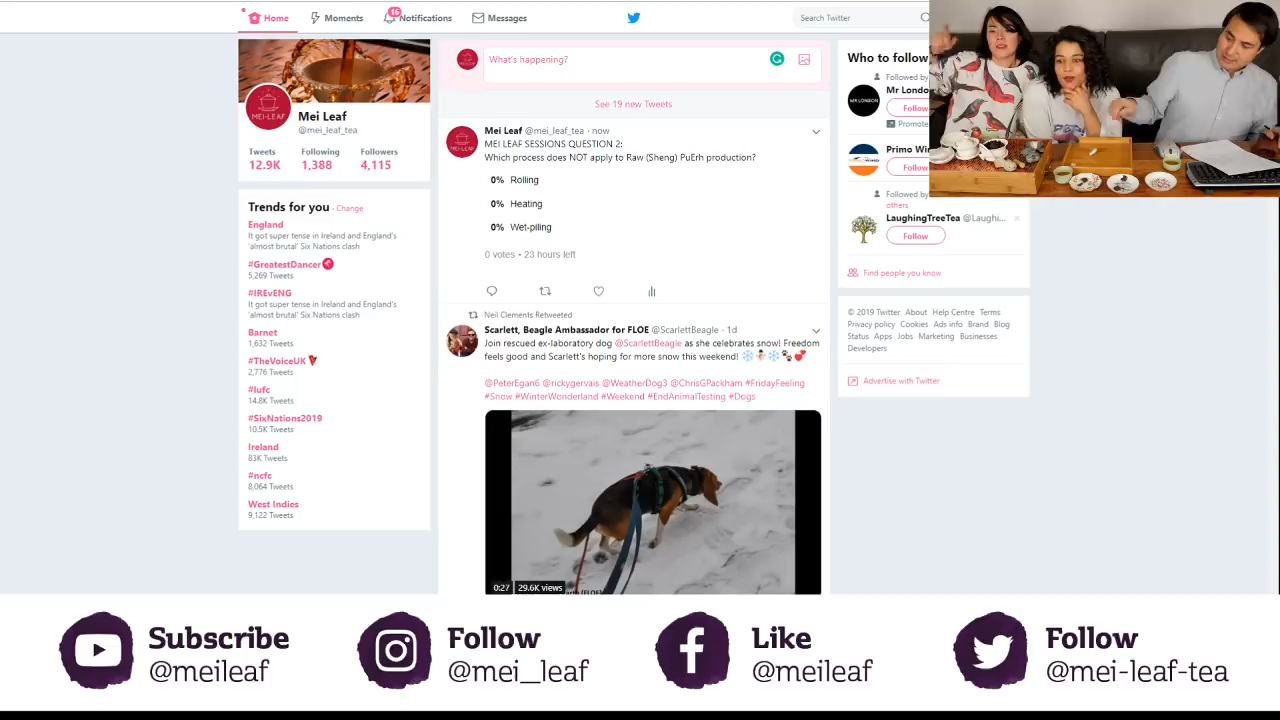 Home
Moments
16
Notifications
Messages
Search Twitter
MEI-LEAF
Mei Leaf
@mei_leaf_tea
Tweets Following Followers
12.9K 1,388 4,115
Trends for you · Change
England
It got super tense in Ireland and England's
'almost brutal' Six Nations clash
#GreatestDancer
5,269 Tweets
#IREvENG
It got super tense in Ireland and England's
'almost brutal' Six Nations clash
Barnet
1,632 Tweets
#TheVoiceUK
2,776 Tweets
#lufc
14.8K Tweets
#SixNations2019
10.5K Tweets
Ireland
83K Tweets
#ncfc
8,064 Tweets
West Indies
9,122 Tweets
What's happening?
See 19 new Tweets
Mei Leaf @mei_leaf_tea · now
MEI LEAF SESSIONS QUESTION 2:
Which process does NOT apply to Raw (Sheng) PuErh production?
0% Rolling
0% Heating
0% Wet-piling
0 votes • 23 hours left
Neil Clements Retweeted
Scarlett, Beagle Ambassador for FLOE @ScarlettBeagle · 1d
Join rescued ex-laboratory dog @ScarlettBeagle as she celebrates snow! Freedom
feels good and Scarlett's hoping for more snow this weekend!
@PeterEgan6 @rickygervais @WeatherDog3 @ChrisGPackham #FridayFeeling
#Snow #WinterWonderland #Weekend #EndAnimalTesting #Dogs
0:27 29.6K views
Who to follow
Followed by
Mr Londo
MR LONDON
Follow
Promote
Primo Wi
Follow
Followed by
others
LaughingTreeTea @Laughi...
Follow
Find people you know
© 2019 Twitter About Help Centre Terms
Privacy policy Cookies Ads info Brand Blog
Status Apps Jobs Marketing Businesses
Developers
Advertise with Twitter
Subscribe
@meileaf
Follow
@mei_leaf
Like
@meileaf
Follow
@mei-leaf-tea